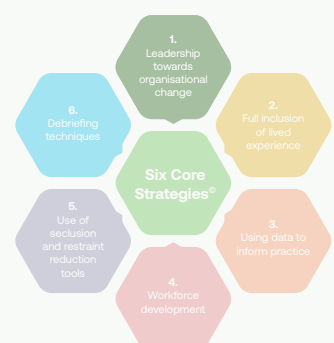 1.
Leadership
towards
organisational
change
2.
Full inclusion
of lived
experience
3.
Using data to
inform practice
4.
Workforce
development
5.
Use of
seclusion
and restraint
reduction
tools
6.
Debriefing
techniques
Six Core
Strategies©